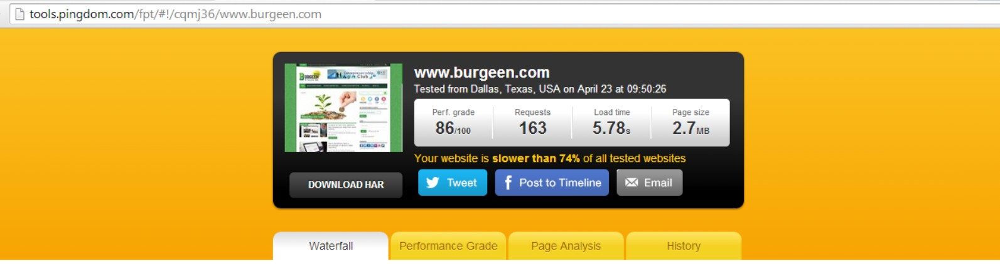 tools.pingdom.com/fpt/#!/cqmj36/www.burgeen.com
BURGEEN
www.burgeen.com
Tested from Dallas, Texas, USA on April 23 at 09:50:26
Perf. grade Requests Load time Page size
86/100 163 5.78s 2.7MB
Your website is slower than 74% of all tested websites
DOWNLOAD HAR Tweet Post to Timeline Email
Waterfall Performance Grade Page Analysis History